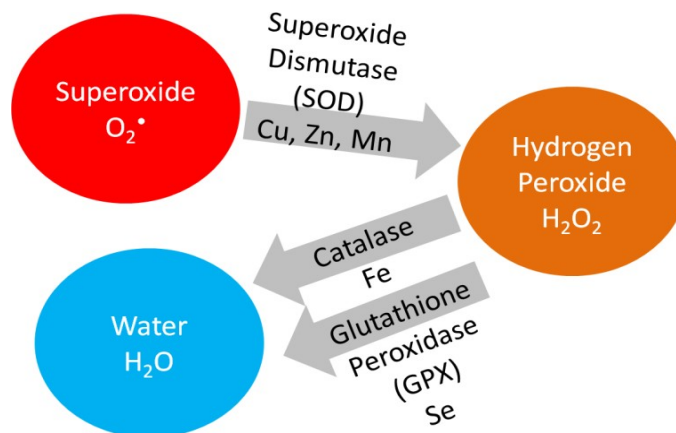 Superoxide
O₂•
Superoxide
Dismutase
(SOD)
Cu, Zn, Mn
Hydrogen
Peroxide
H₂O₂
Catalase
Fe
Glutathione
Peroxidase
(GPX)
Se
Water
H₂O